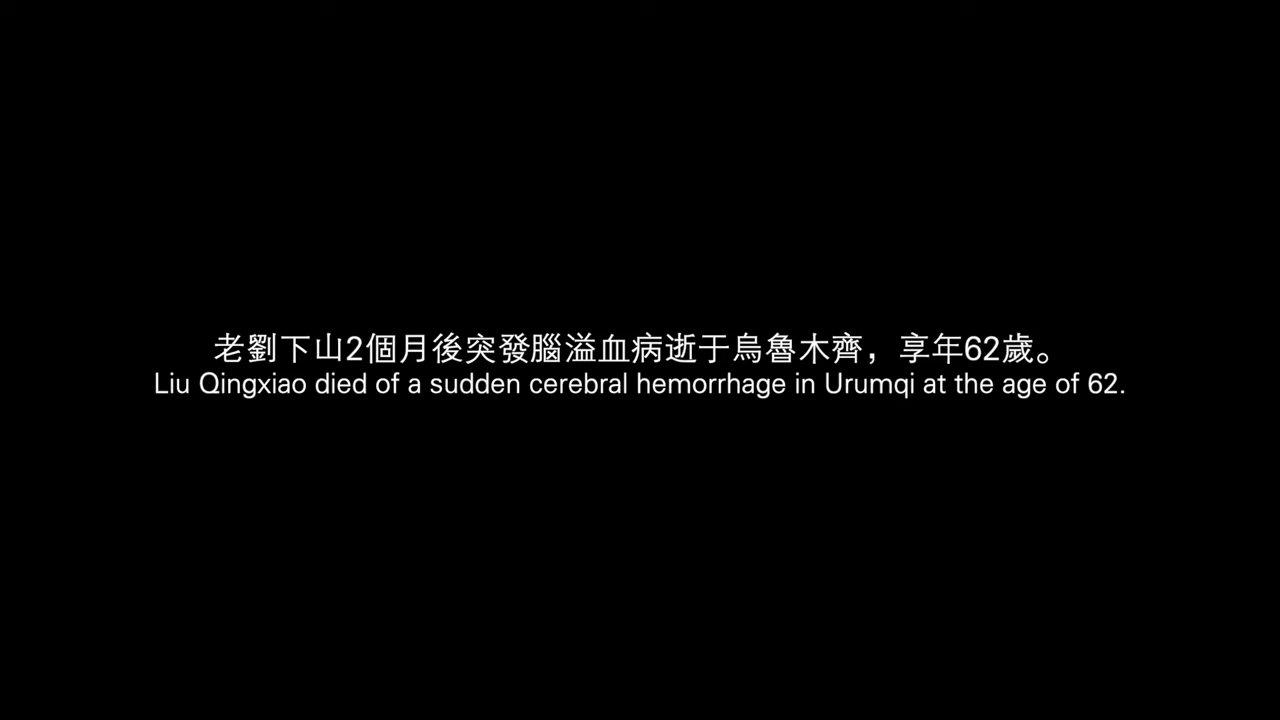 老劉下山2個月後突發腦溢血病逝于烏魯木齊，享年62歲。
Liu Qingxiao died of a sudden cerebral hemorrhage in Urumqi at the age of 62.